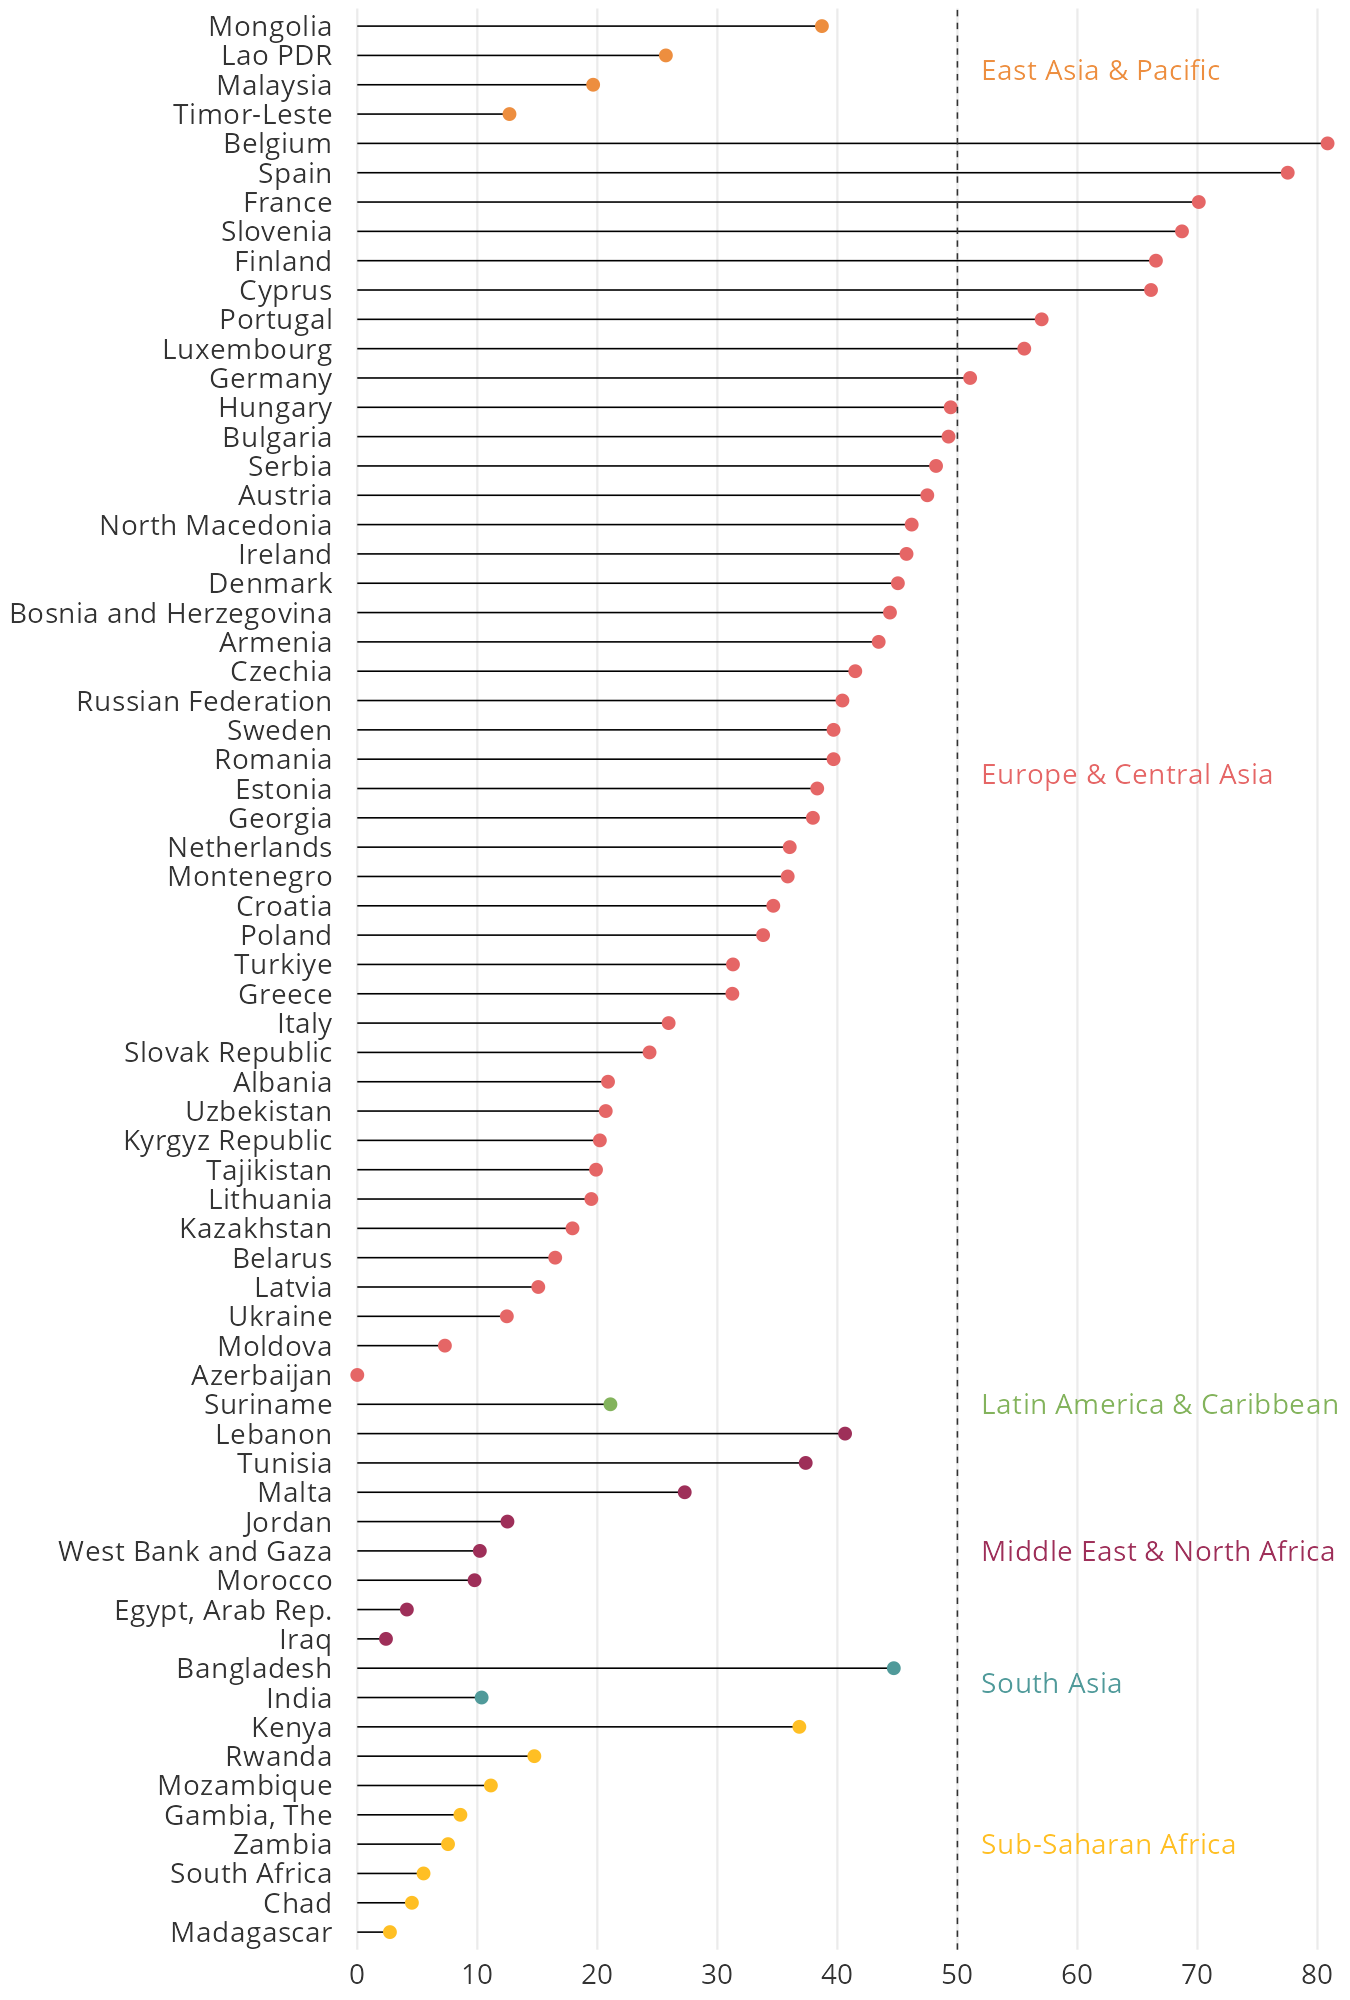 Mongolia
Lao PDR
East Asia & Pacific
Malaysia
Timor-Leste
Belgium
Spain
France
Slovenia
Finland
Cyprus
Portugal
Luxembourg
Germany
Hungary
Bulgaria
Serbia
Austria
North Macedonia
Ireland
Denmark
Bosnia and Herzegovina
Armenia
Czechia
Russian Federation
Sweden
Romania
Europe & Central Asia
Estonia
Georgia
Netherlands
Montenegro
Croatia
Poland
Turkiye
Greece
Italy
Slovak Republic
Albania
Uzbekistan
Kyrgyz Republic
Tajikistan
Lithuania
Kazakhstan
Belarus
Latvia
Ukraine
Moldova
Azerbaijan
Suriname
Latin America & Caribbean
Lebanon
Tunisia
Malta
Jordan
West Bank and Gaza
Middle East & North Africa
Morocco
Egypt, Arab Rep.
Iraq
Bangladesh
South Asia
India
Kenya
Rwanda
Mozambique
Gambia, The
Zambia
Sub-Saharan Africa
South Africa
Chad
Madagascar
0 10 20 30 40 50 60 70 80